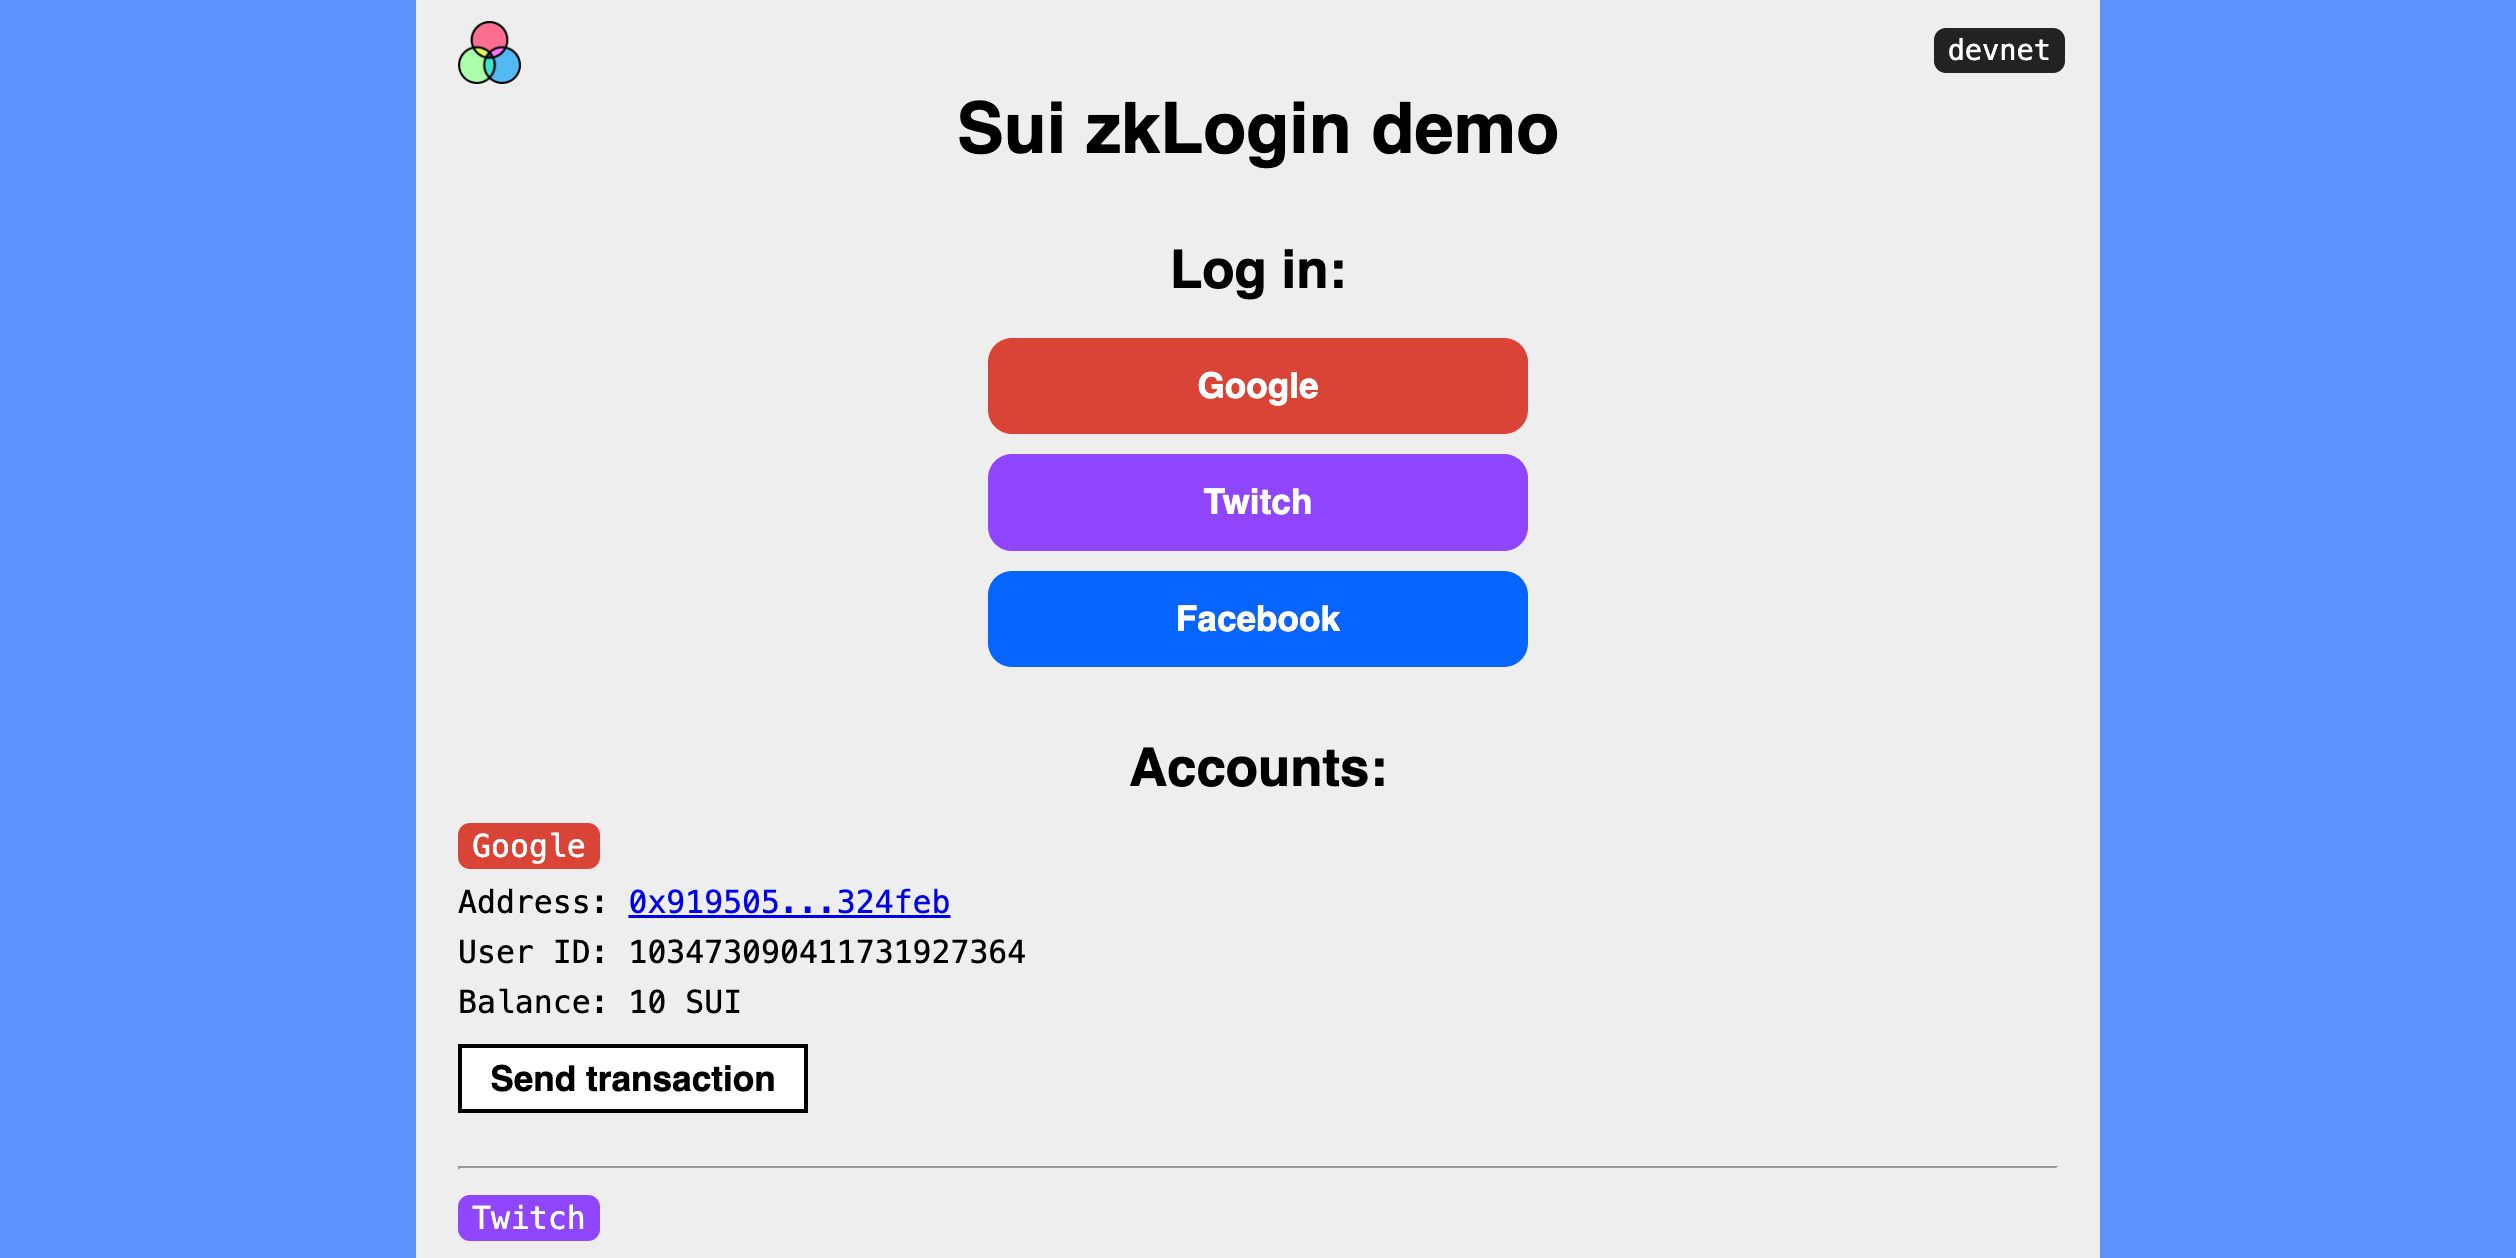 devnet
Sui zkLogin demo
Log in:
Google
Twitch
Facebook
Accounts:
Google
Address: 0x919505...324feb
User ID: 103473090411731927364
Balance: 10 SUI
Send transaction
Twitch